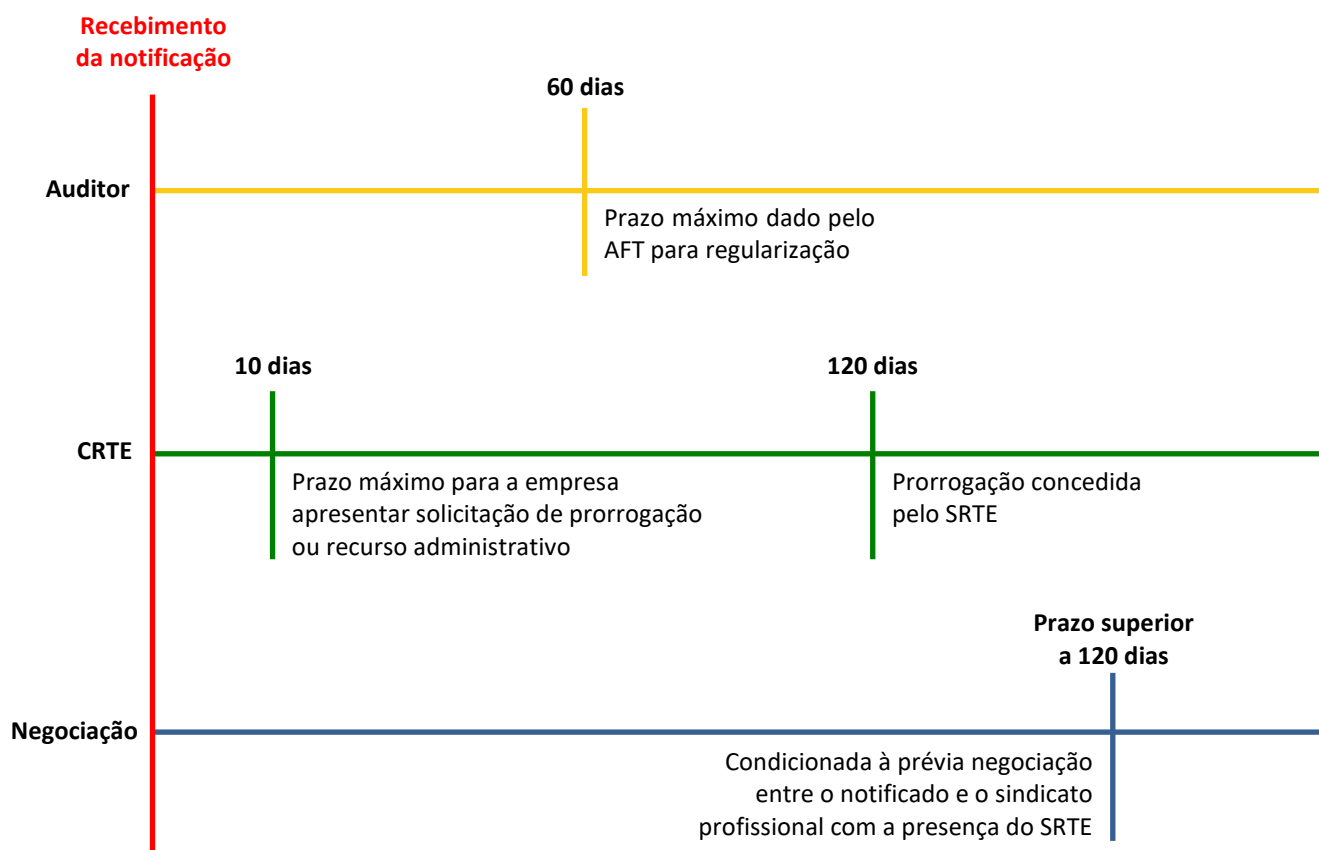 Recebimento
da notificação
60 dias
Auditor
Prazo máximo dado pelo
AFT para regularização
10 dias
120 dias
CRTE
Prazo máximo para a empresa
apresentar solicitação de prorrogação
ou recurso administrativo
Prorrogação concedida
pelo SRTE
Prazo superior
a 120 dias
Negociação
Condicionada à prévia negociação
entre o notificado e o sindicato
profissional com a presença do SRTE